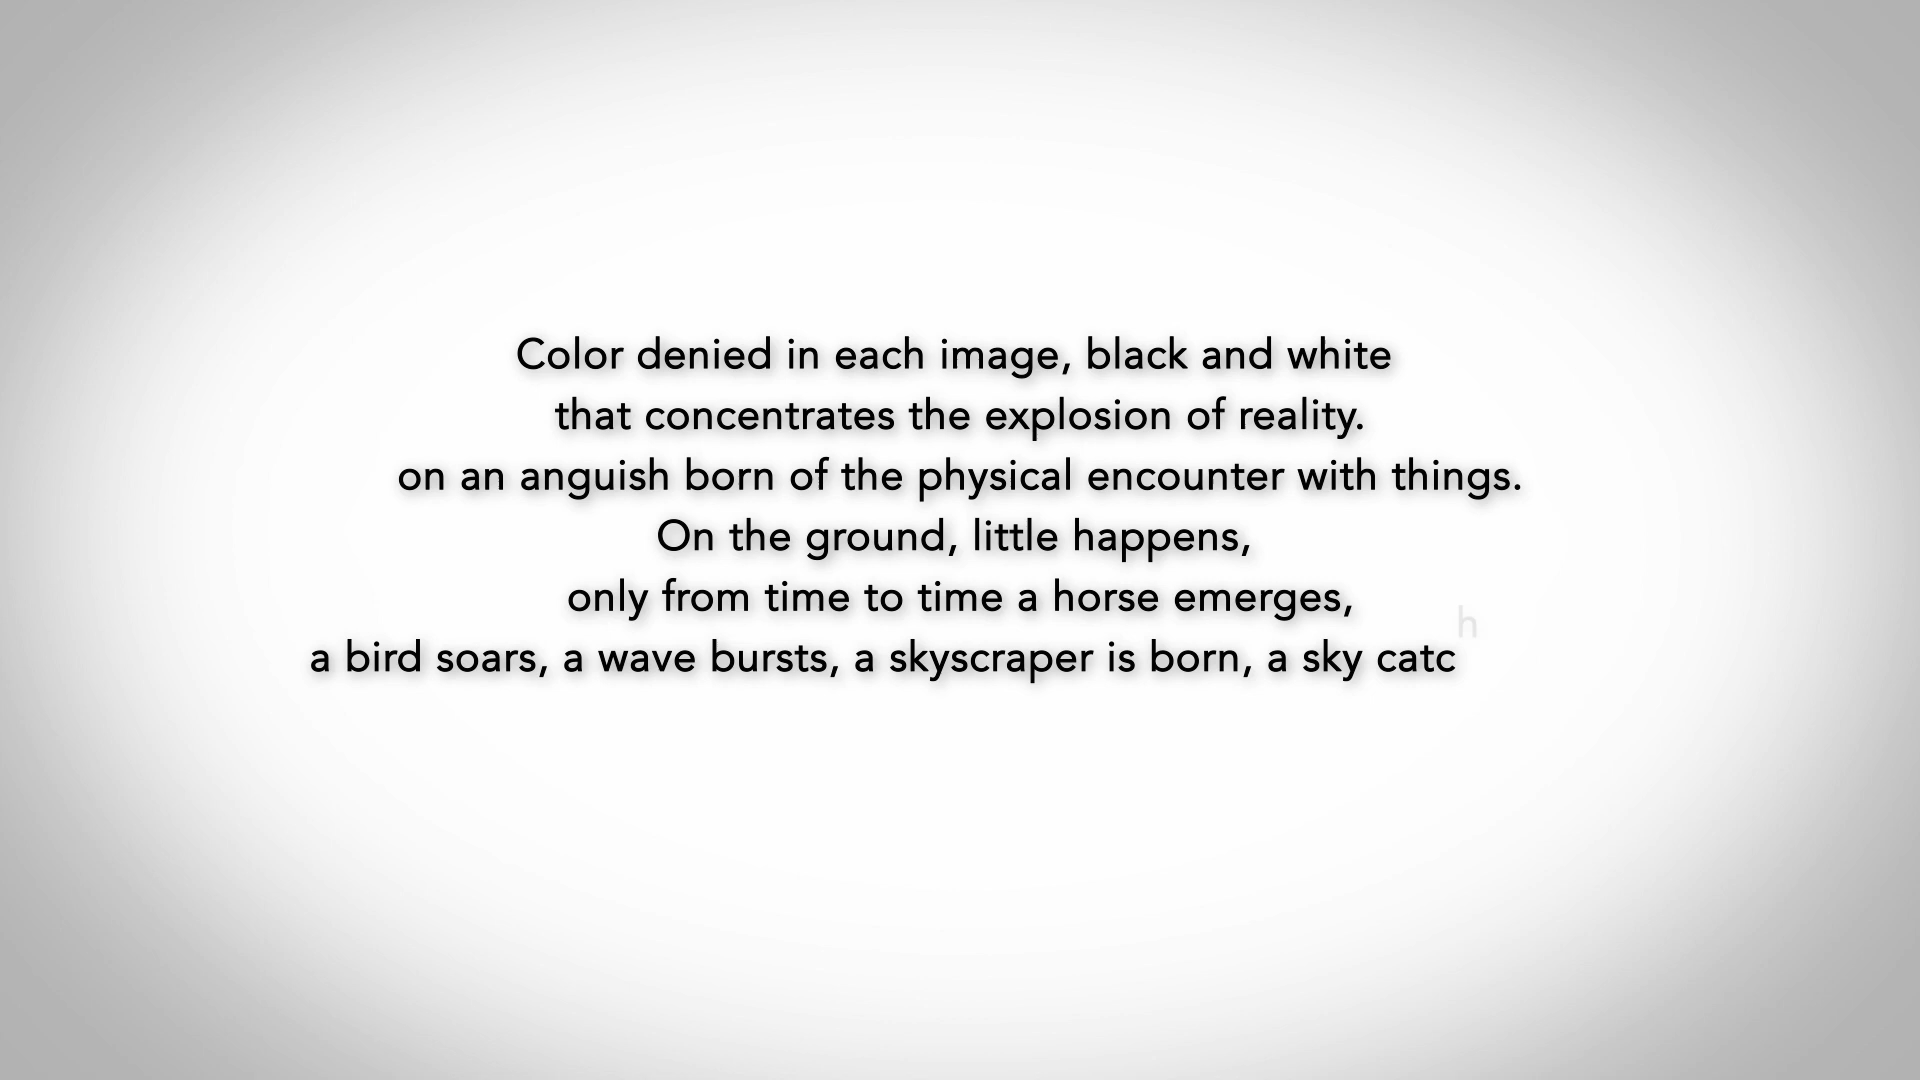 Color denied in each image, black and white
that concentrates the explosion of reality.
on an anguish born of the physical encounter with things.
On the ground, little happens,
only from time to time a horse emerges,
a bird soars, a wave bursts, a skyscraper is born, a sky catch